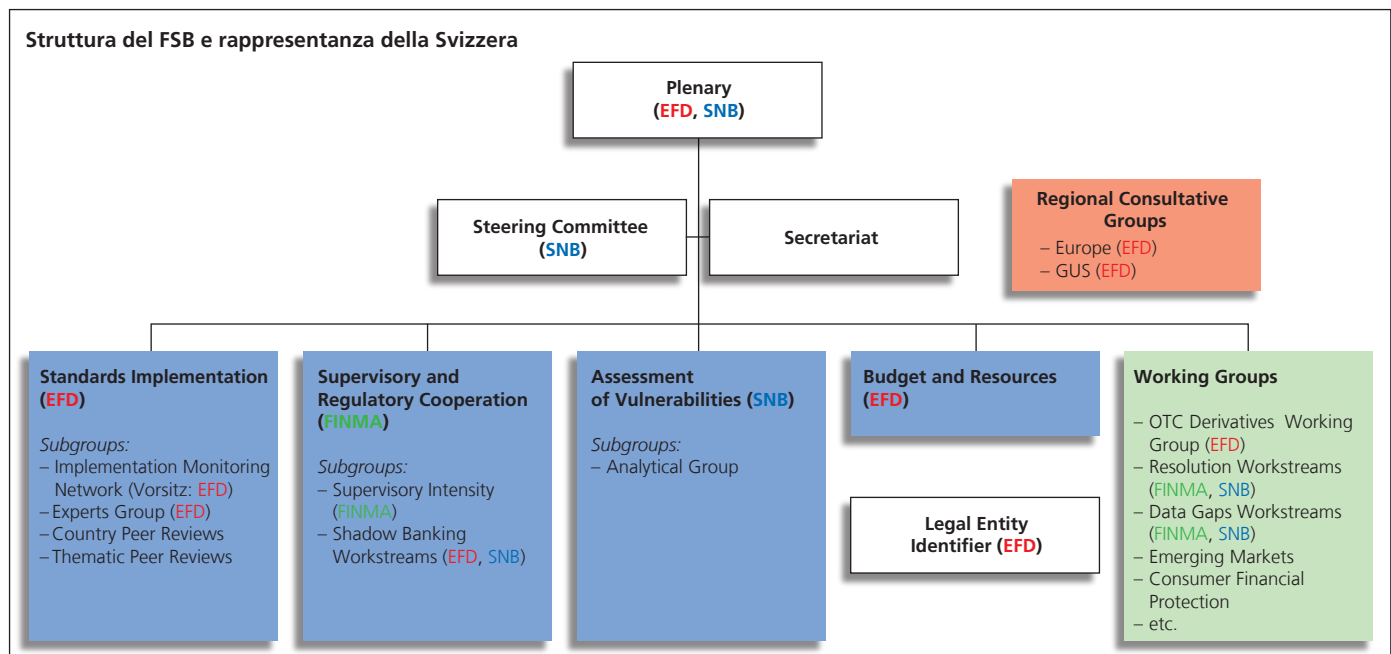 Struttura del FSB e rappresentanza della Svizzera
Plenary
(EFD, SNB)
Steering Committee
(SNB)
Secretariat
Regional Consultative
Groups
– Europe (EFD)
– GUS (EFD)
Standards Implementation
(EFD)
Subgroups:
– Implementation Monitoring
Network (Vorsitz: EFD)
– Experts Group (EFD)
– Country Peer Reviews
– Thematic Peer Reviews
Supervisory and
Regulatory Cooperation
(FINMA)
Subgroups:
– Supervisory Intensity
(FINMA)
– Shadow Banking
Workstreams (EFD, SNB)
Assessment
of Vulnerabilities (SNB)
Subgroups:
– Analytical Group
Budget and Resources
(EFD)
Legal Entity
Identifier (EFD)
Working Groups
– OTC Derivatives Working
Group (EFD)
– Resolution Workstreams
(FINMA, SNB)
– Data Gaps Workstreams
(FINMA, SNB)
– Emerging Markets
– Consumer Financial
Protection
– etc.